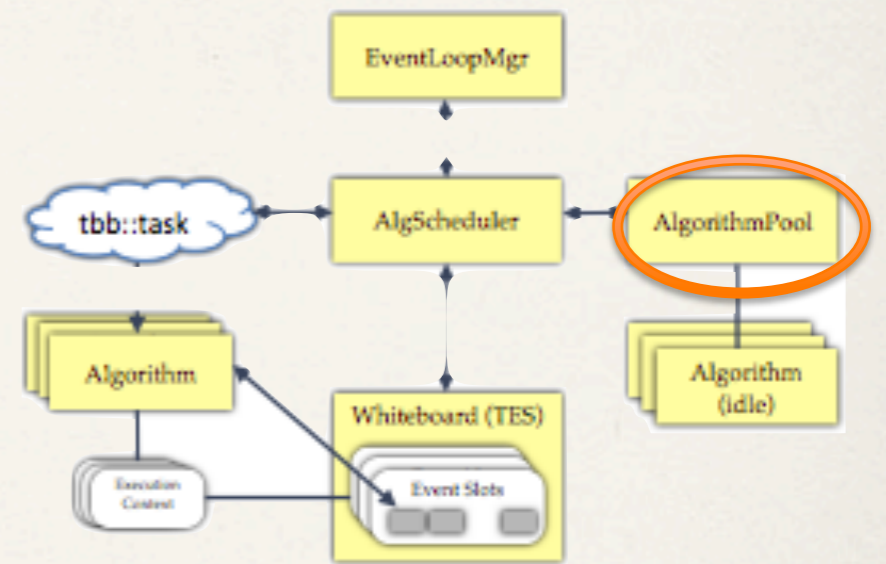 EventLoopMgr
tbb::task
AlgScheduler
AlgorithmPool
Algorithm
Algorithm
(idle)
Whiteboard (TES)
Execution
Context
Event Slots